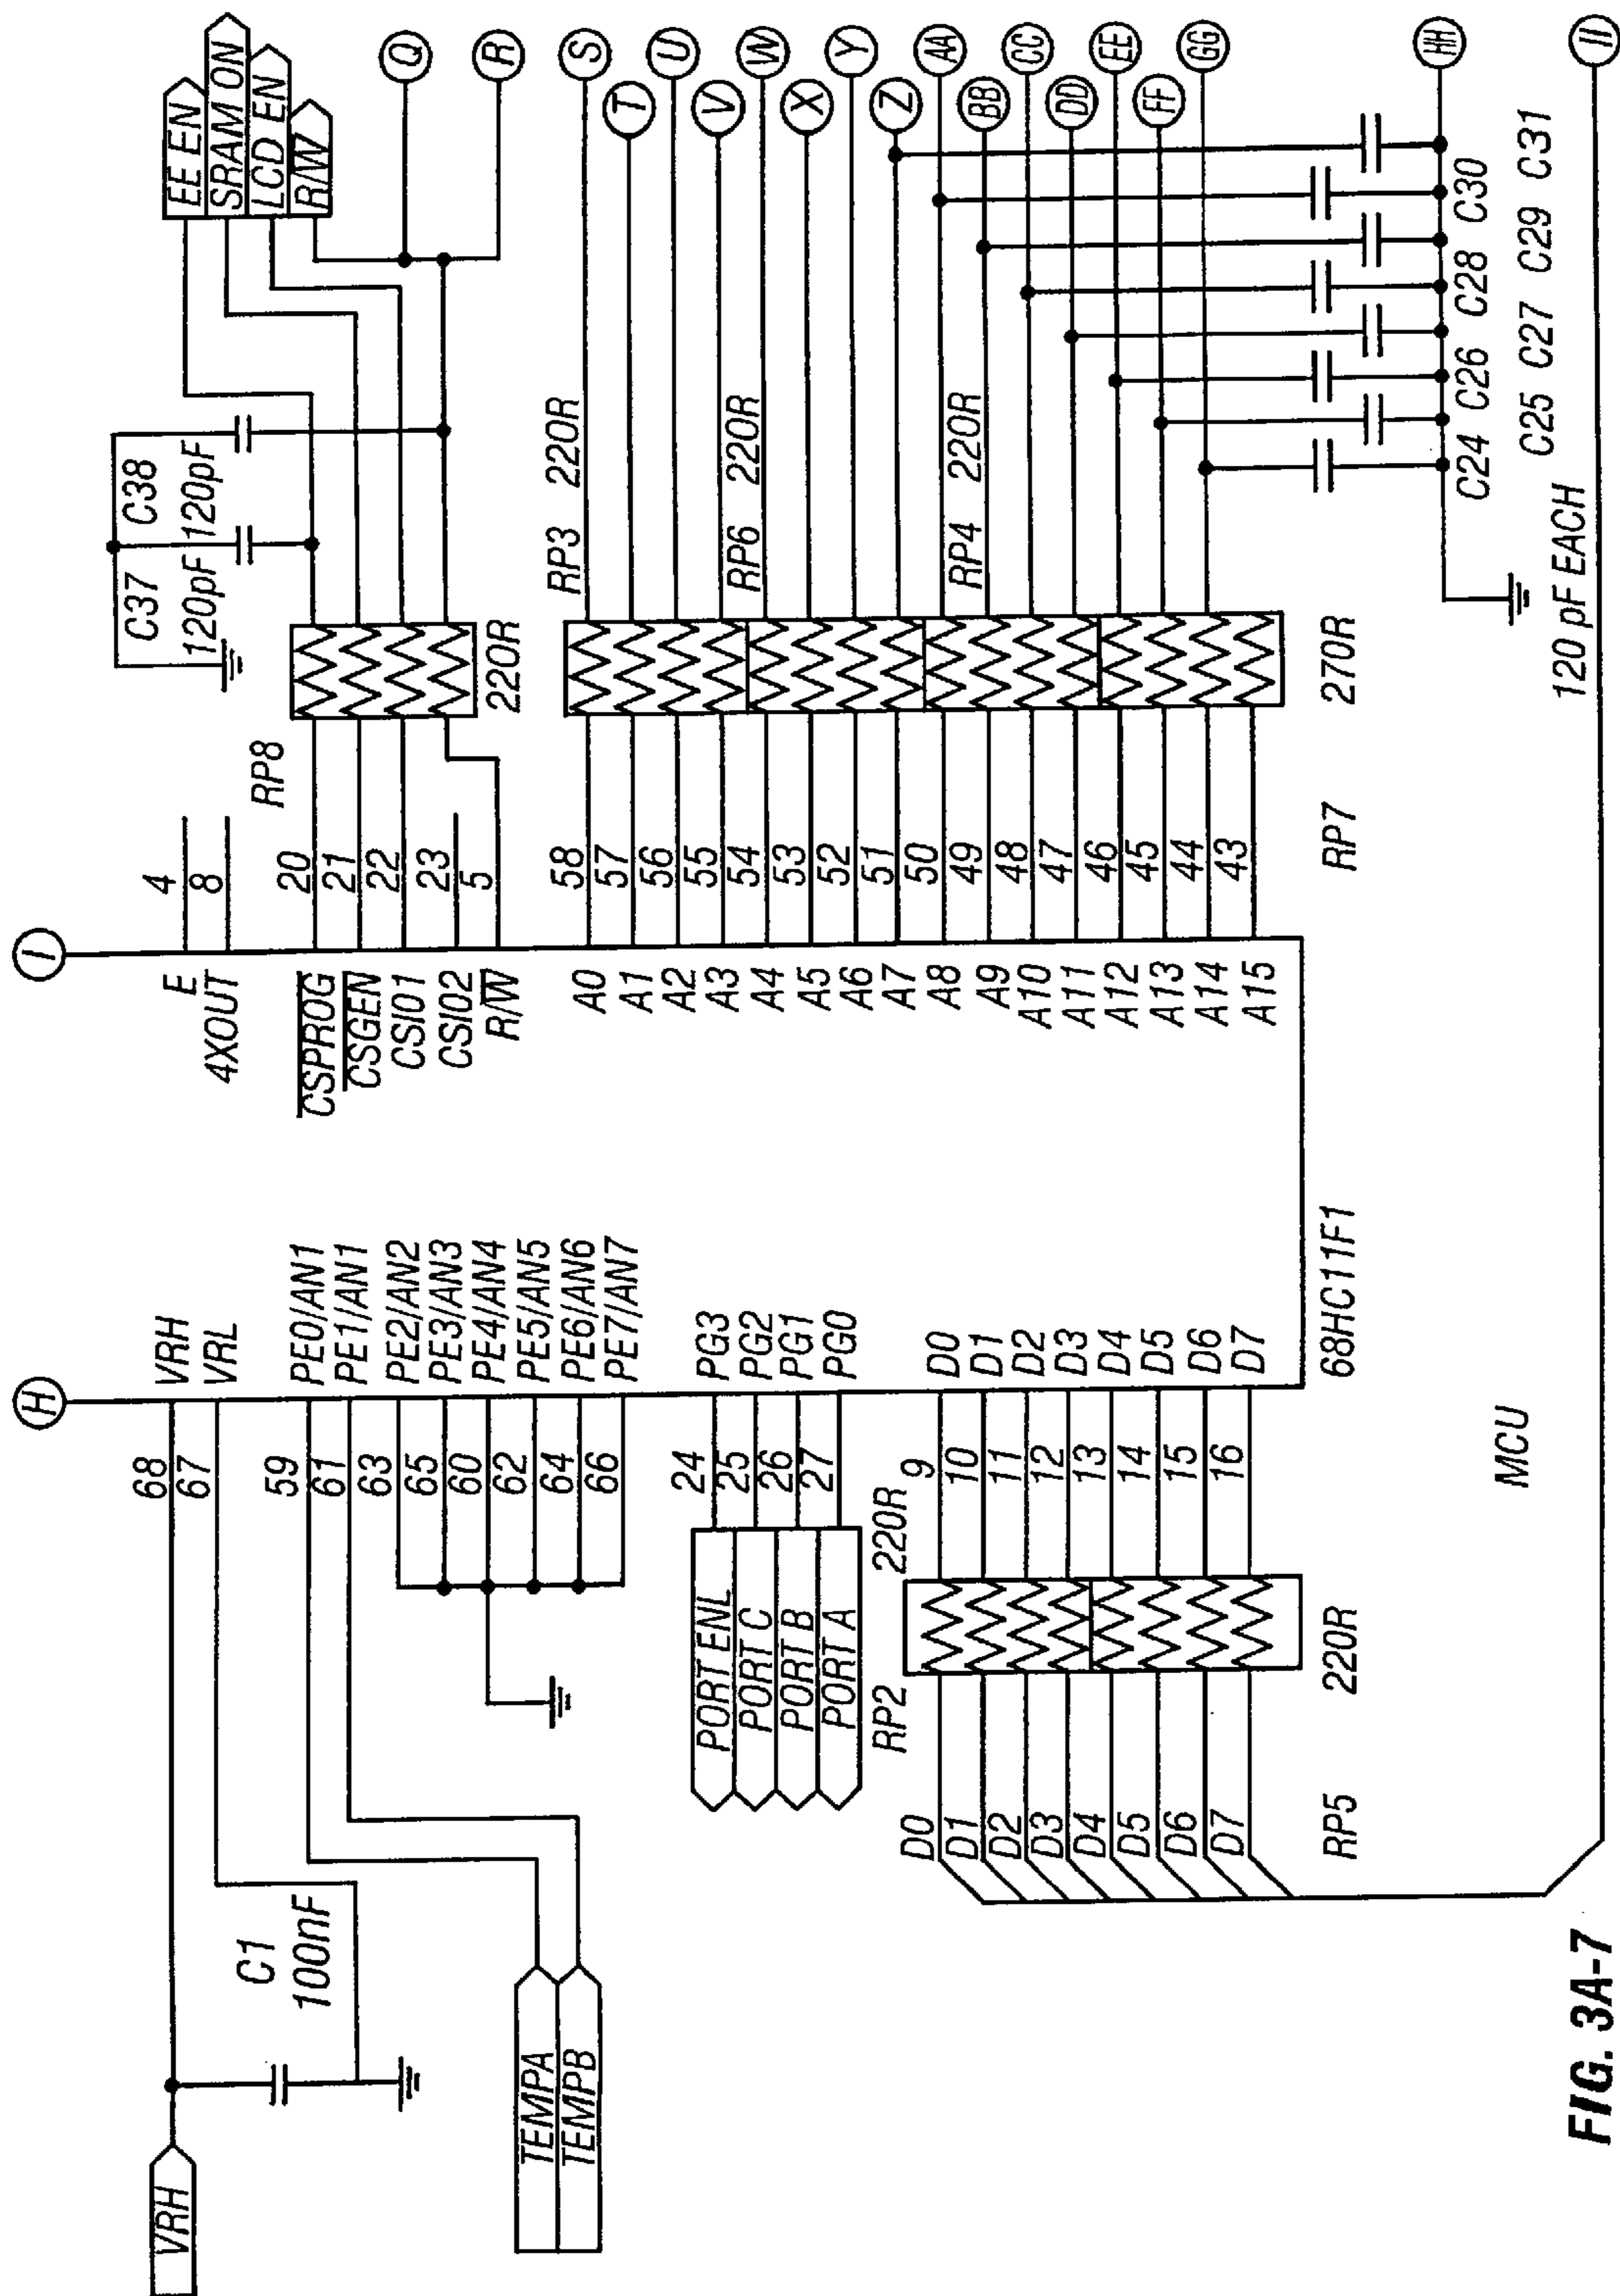 H
I
VRH
68
VRH
67
VRL
C1
100nF
59
PE0/AN1
61
PE1/AN1
63
PE2/AN2
65
PE3/AN3
60
PE4/AN4
62
PE5/AN5
64
PE6/AN6
66
PE7/AN7
TEMPA
TEMPB
PORT ENL
24
PG3
PORT C
25
PG2
PORT B
26
PG1
PORT A
27
PG0
RP2
220R
D0
9
D0
D1
10
D1
D2
11
D2
D3
12
D3
D4
13
D4
D5
14
D5
D6
15
D6
D7
16
D7
RP5
220R
68HC11F1
MCU
E
4
4XOUT
8
CSPROG
20
CSGEN
21
CSIO1
22
CSIO2
23
R/W
5
RP8
220R
C37
120pF
C38
120pF
EE EN
SRAM ON
LCD EN
R/W
Q
R
A0
58
A1
57
A2
56
A3
55
A4
54
A5
53
A6
52
A7
51
A8
50
A9
49
A10
48
A11
47
A12
46
A13
45
A14
44
A15
43
RP3 220R
RP6 220R
RP4 220R
RP7
270R
S
T
U
V
W
X
Y
Z
AA
BB
CC
DD
EE
FF
GG
HH
C24 C26 C28 C30
C25 C27 C29 C31
120 pF EACH
II
FIG. 3A-7